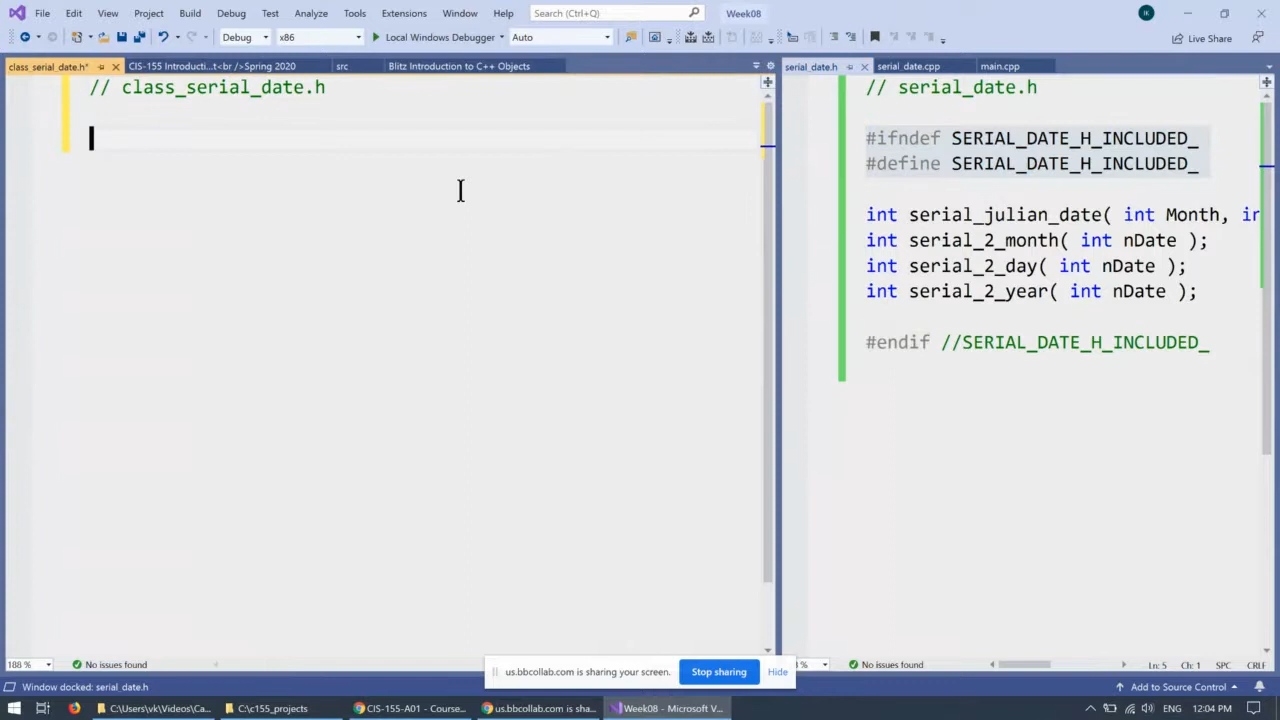 File Edit View Project Build Debug Test Analyze Tools Extensions Window Help Search (Ctrl+Q) Week08 IK
Debug x86 Local Windows Debugger Auto Live Share
class_serial_date.h* CIS-155 Introducti...t<br />Spring 2020 src Blitz Introduction to C++ Objects serial_date.h serial_date.cpp main.cpp
// class_serial_date.h
// serial_date.h
#ifndef SERIAL_DATE_H_INCLUDED_
#define SERIAL_DATE_H_INCLUDED_
int serial_julian_date( int Month, in
int serial_2_month( int nDate );
int serial_2_day( int nDate );
int serial_2_year( int nDate );
#endif //SERIAL_DATE_H_INCLUDED_
188 % No issues found
us.bbcollab.com is sharing your screen. Stop sharing Hide
% No issues found Ln: 5 Ch: 1 SPC CRLF
Window docked: serial_date.h Add to Source Control
C:\Users\vk\Videos\Ca... C:\c155_projects CIS-155-A01 - Course... us.bbcollab.com is sha... Week08 - Microsoft V... ENG 12:04 PM